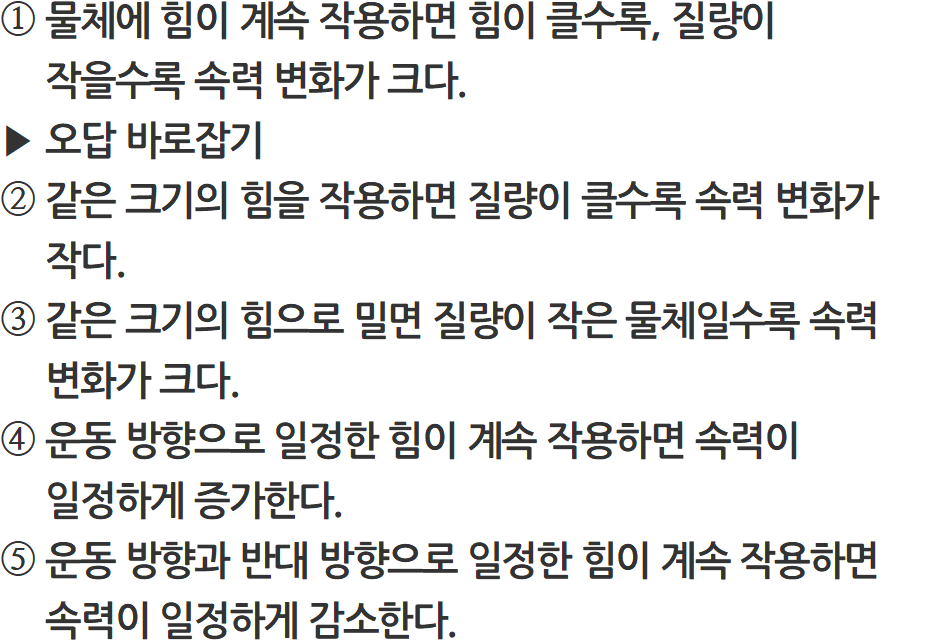 ① 물체에 힘이 계속 작용하면 힘이 클수록, 질량이
작을수록 속력 변화가 크다.
▶ 오답 바로잡기
② 같은 크기의 힘을 작용하면 질량이 클수록 속력 변화가
작다.
③ 같은 크기의 힘으로 밀면 질량이 작은 물체일수록 속력
변화가 크다.
④ 운동 방향으로 일정한 힘이 계속 작용하면 속력이
일정하게 증가한다.
⑤ 운동 방향과 반대 방향으로 일정한 힘이 계속 작용하면
속력이 일정하게 감소한다.